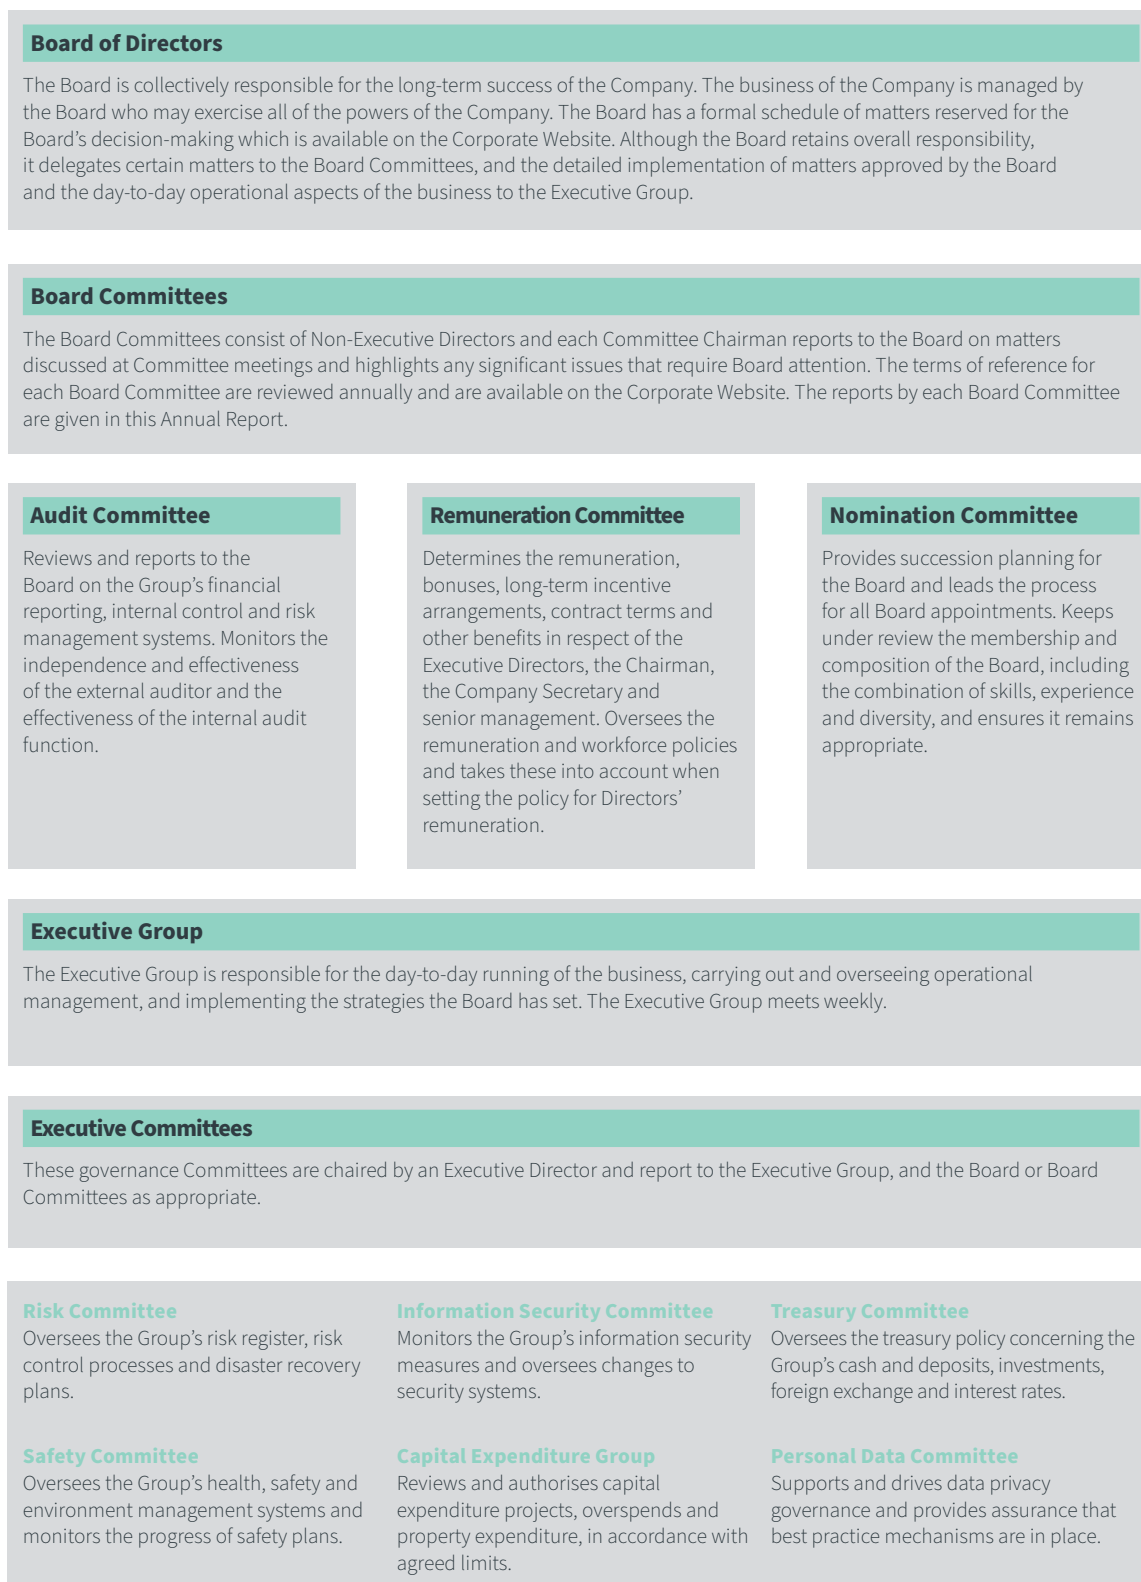 Board of Directors
The Board is collectively responsible for the long-term success of the Company. The business of the Company is managed by
the Board who may exercise all of the powers of the Company. The Board has a formal schedule of matters reserved for the
Board’s decision-making which is available on the Corporate Website. Although the Board retains overall responsibility,
it delegates certain matters to the Board Committees, and the detailed implementation of matters approved by the Board
and the day-to-day operational aspects of the business to the Executive Group.
Board Committees
The Board Committees consist of Non-Executive Directors and each Committee Chairman reports to the Board on matters
discussed at Committee meetings and highlights any significant issues that require Board attention. The terms of reference for
each Board Committee are reviewed annually and are available on the Corporate Website. The reports by each Board Committee
are given in this Annual Report.
Audit Committee
Reviews and reports to the
Board on the Group’s financial
reporting, internal control and risk
management systems. Monitors the
independence and effectiveness
of the external auditor and the
effectiveness of the internal audit
function.
Remuneration Committee
Determines the remuneration,
bonuses, long-term incentive
arrangements, contract terms and
other benefits in respect of the
Executive Directors, the Chairman,
the Company Secretary and
senior management. Oversees the
remuneration and workforce policies
and takes these into account when
setting the policy for Directors’
remuneration.
Nomination Committee
Provides succession planning for
the Board and leads the process
for all Board appointments. Keeps
under review the membership and
composition of the Board, including
the combination of skills, experience
and diversity, and ensures it remains
appropriate.
Executive Group
The Executive Group is responsible for the day-to-day running of the business, carrying out and overseeing operational
management, and implementing the strategies the Board has set. The Executive Group meets weekly.
Executive Committees
These governance Committees are chaired by an Executive Director and report to the Executive Group, and the Board or Board
Committees as appropriate.
Risk Committee
Oversees the Group’s risk register, risk
control processes and disaster recovery
plans.
Information Security Committee
Monitors the Group’s information security
measures and oversees changes to
security systems.
Treasury Committee
Oversees the treasury policy concerning the
Group’s cash and deposits, investments,
foreign exchange and interest rates.
Safety Committee
Oversees the Group’s health, safety and
environment management systems and
monitors the progress of safety plans.
Capital Expenditure Group
Reviews and authorises capital
expenditure projects, overspends and
property expenditure, in accordance with
agreed limits.
Personal Data Committee
Supports and drives data privacy
governance and provides assurance that
best practice mechanisms are in place.